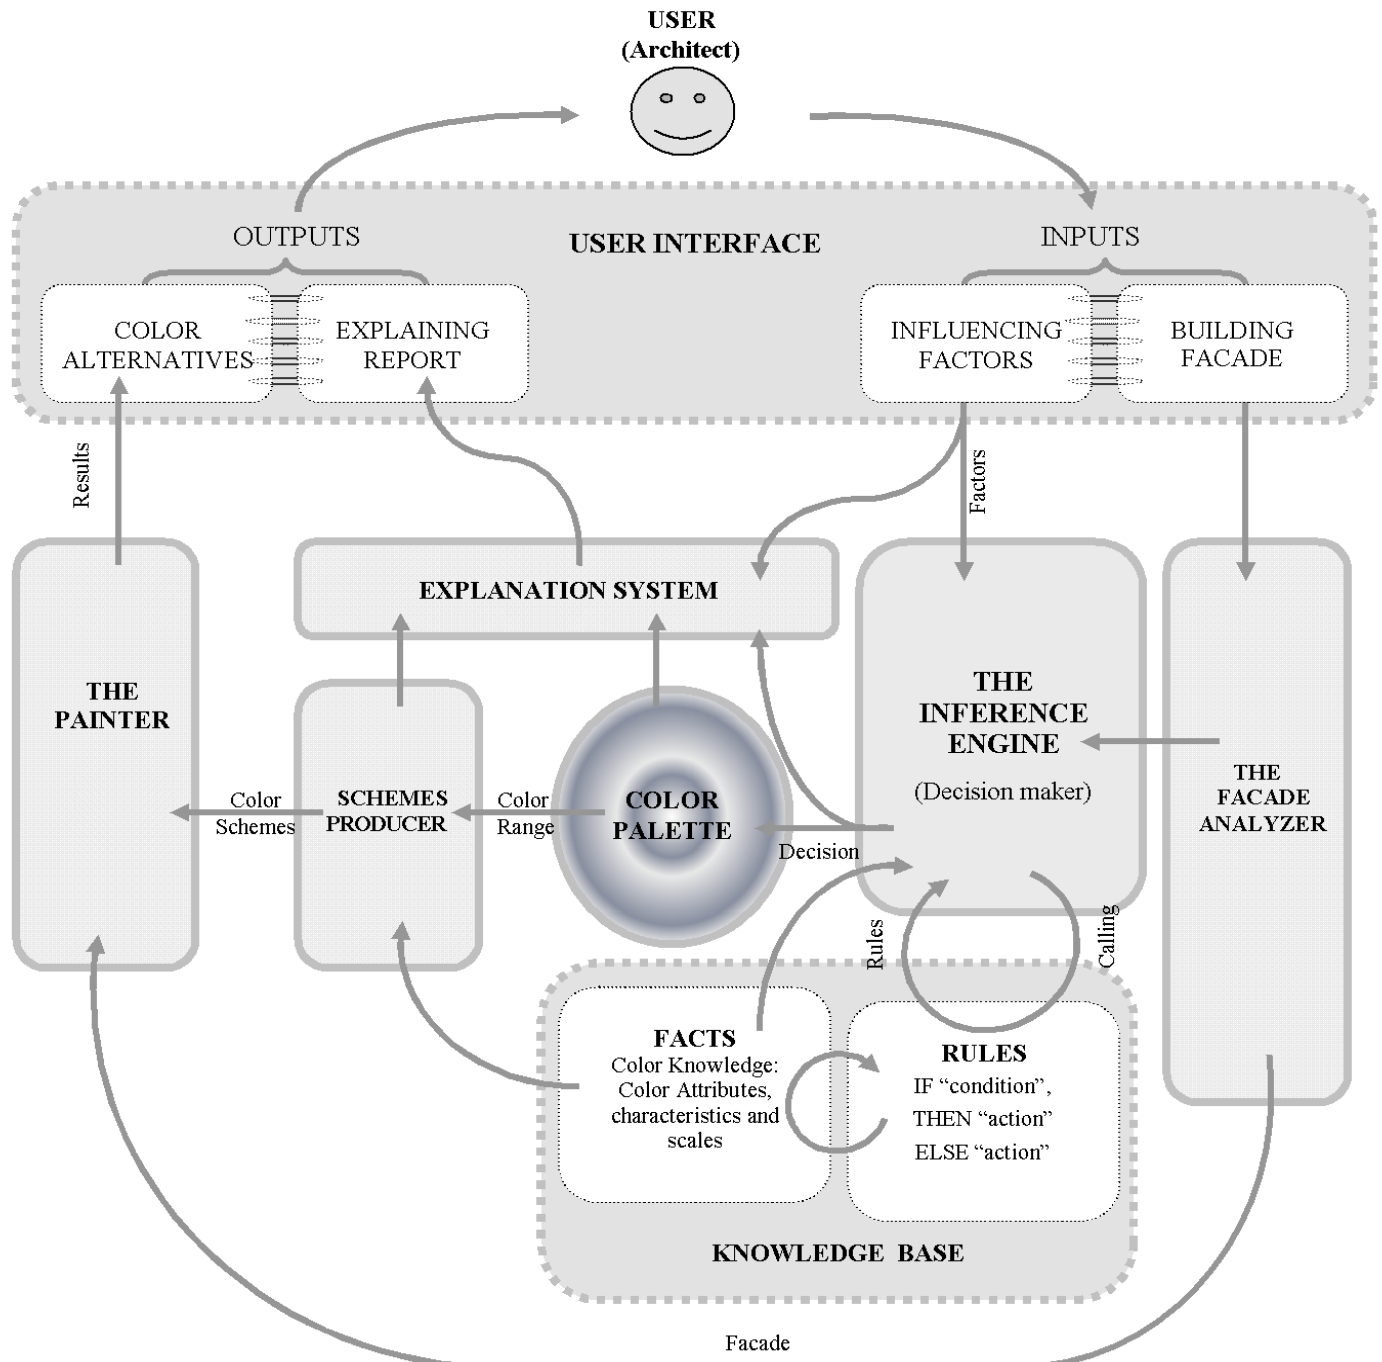 USER
(Architect)
OUTPUTS
USER INTERFACE
INPUTS
COLOR
ALTERNATIVES
EXPLAINING
REPORT
INFLUENCING
FACTORS
BUILDING
FACADE
Results
Factors
EXPLANATION SYSTEM
THE
PAINTER
THE
INFERENCE
ENGINE
(Decision maker)
THE
FACADE
ANALYZER
Color
Schemes
SCHEMES
PRODUCER
Color
Range
COLOR
PALETTE
Decision
Rules
Calling
FACTS
Color Knowledge:
Color Attributes,
characteristics and
scales
RULES
IF “condition”,
THEN “action”
ELSE “action”
KNOWLEDGE BASE
Facade